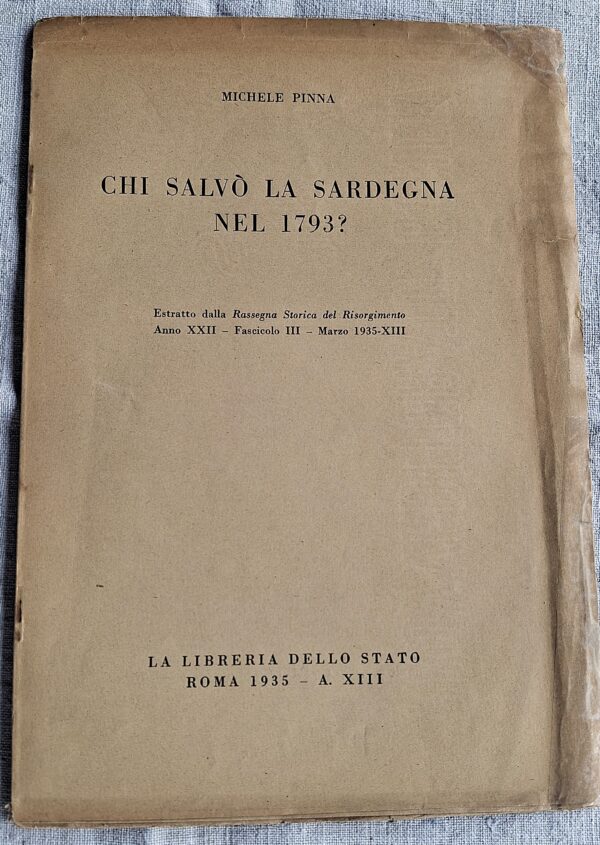 MICHELE PINNA
CHI SALVÒ LA SARDEGNA
NEL 1793?
Estratto dalla Rassegna Storica del Risorgimento
Anno XXII – Fascicolo III – Marzo 1935-XIII
LA LIBRERIA DELLO STATO
ROMA 1935 – A. XIII